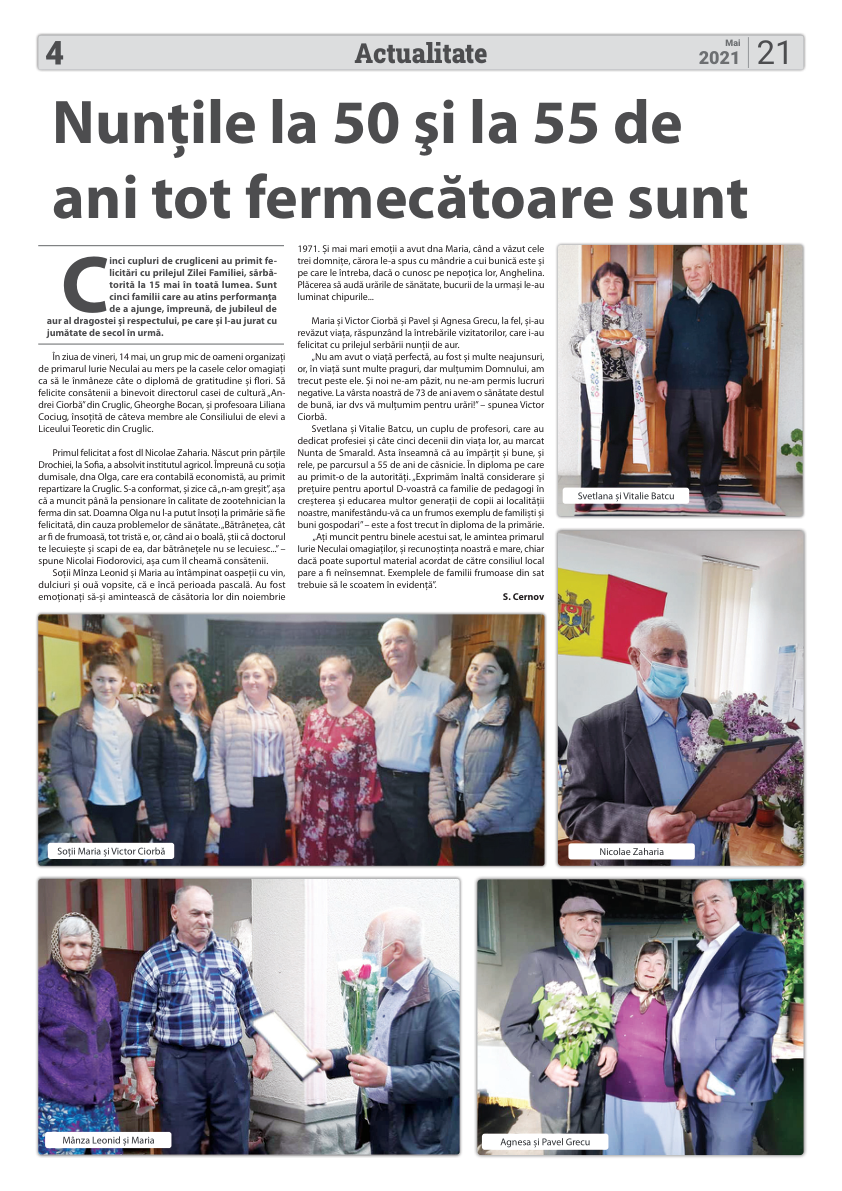 4
Actualitate
Mai
2021
21
Nunțile la 50 şi la 55 de
ani tot fermecătoare sunt
Cinci cupluri de crugliceni au primit fe-
licitări cu prilejul Zilei Familiei, sărbă-
torită la 15 mai în toată lumea. Sunt
cinci familii care au atins performanța
de a ajunge, împreună, de jubileul de
aur al dragostei și respectului, pe care și l-au jurat cu
jumătate de secol în urmă.
În ziua de vineri, 14 mai, un grup mic de oameni organizați
de primarul Iurie Neculai au mers pe la casele celor omagiați
ca să le înmâneze câte o diplomă de gratitudine și flori. Să
felicite consătenii a binevoit directorul casei de cultură „An-
drei Ciorbă” din Cruglic, Gheorghe Bocan, și profesoara Liliana
Cociug, însoțită de câteva membre ale Consiliului de elevi a
Liceului Teoretic din Cruglic.
Primul felicitat a fost dl Nicolae Zaharia. Născut prin părțile
Drochiei, la Sofia, a absolvit institutul agricol. Împreună cu soția
dumisale, dna Olga, care era contabilă economistă, au primit
repartizare la Cruglic. S-a conformat, și zice că „n-am greșit”, așa
că a muncit până la pensionare în calitate de zootehnician la
ferma din sat. Doamna Olga nu l-a putut însoți la primărie să fie
felicitată, din cauza problemelor de sănătate. „Bătrânețea, cât
ar fi de frumoasă, tot tristă e, or, când ai o boală, știi că doctorul
te lecuiește și scapi de ea, dar bătrânețele nu se lecuiesc...” –
spune Nicolai Fiodorovici, așa cum îl cheamă consătenii.
Soții Mînza Leonid și Maria au întâmpinat oaspeții cu vin,
dulciuri și ouă vopsite, că e încă perioada pascală. Au fost
emoționați să-și amintească de căsătoria lor din noiembrie
1971. Și mai mari emoții a avut dna Maria, când a văzut cele
trei domnițe, cărora le-a spus cu mândrie a cui bunică este și
pe care le întreba, dacă o cunosc pe nepoțica lor, Anghelina.
Plăcerea să audă urările de sănătate, bucurii de la urmași le-au
luminat chipurile...
Maria și Victor Ciorbă și Pavel și Agnesa Grecu, la fel, și-au
revăzut viața, răspunzând la întrebările vizitatorilor, care i-au
felicitat cu prilejul serbării nunții de aur.
„Nu am avut o viață perfectă, au fost și multe neajunsuri,
or, în viață sunt multe praguri, dar mulțumim Domnului, am
trecut peste ele. Și noi ne-am păzit, nu ne-am permis lucruri
negative. La vârsta noastră de 73 de ani avem o sănătate destul
de bună, iar dvs vă mulțumim pentru urări!” – spunea Victor
Ciorbă.
Svetlana și Vitalie Batcu, un cuplu de profesori, care au
dedicat profesiei și câte cinci decenii din viața lor, au marcat
Nunta de Smarald. Asta înseamnă că au împărțit și bune, și
rele, pe parcursul a 55 de ani de căsnicie. În diploma pe care
au primit-o de la autorități. „Exprimăm înaltă considerare și
prețuire pentru aportul D-voastră ca familie de pedagogi în
creșterea și educarea multor generații de copii ai localității
noastre, manifestându-vă ca un frumos exemplu de familiști și
buni gospodari” – este a fost trecut în diploma de la primărie.
„Ați muncit pentru binele acestui sat, le amintea primarul
Iurie Neculai omagiaților, și recunoștința noastră e mare, chiar
dacă poate suportul material acordat de către consiliul local
pare a fi neînsemnat. Exemplele de familii frumoase din sat
trebuie să le scoatem în evidență”.
S. Cernov
Svetlana și Vitalie Batcu
Soții Maria și Victor Ciorbă
Nicolae Zaharia
Mânza Leonid și Maria
Agnesa și Pavel Grecu